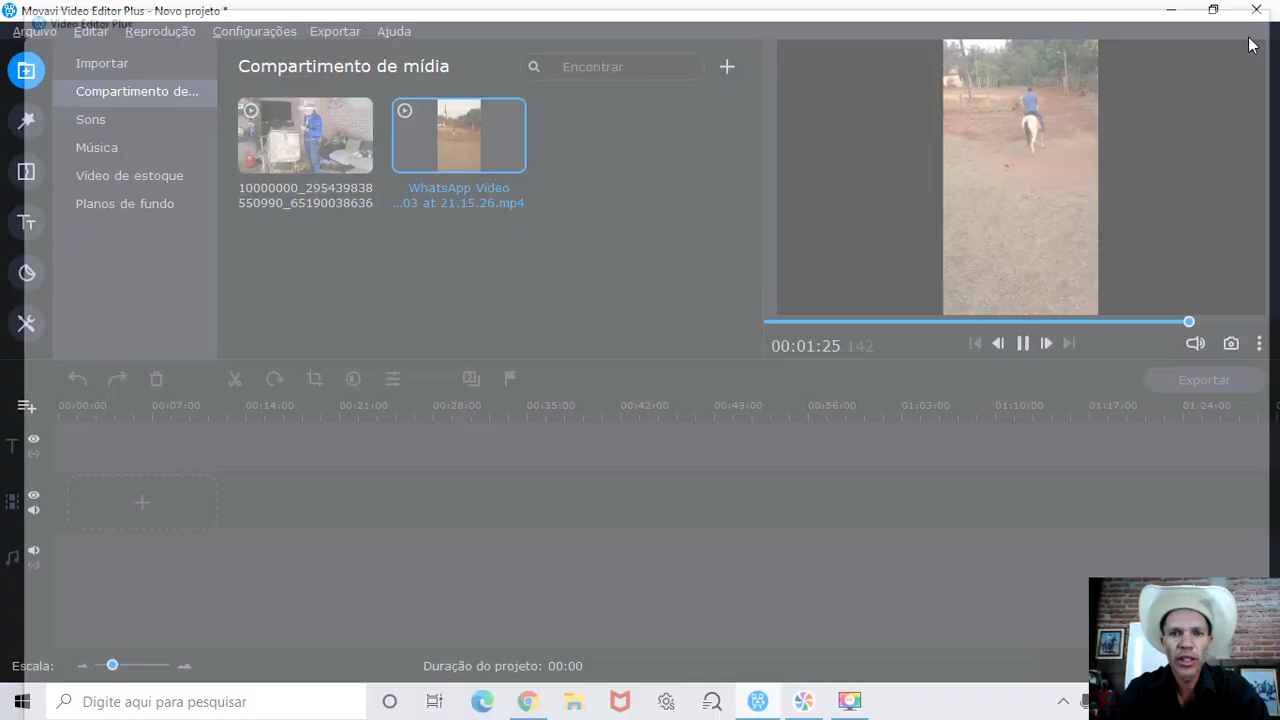 Movavi Video Editor Plus - Novo projeto *
Video Editor Plus
Arquivo Editar Reprodução Configurações Exportar Ajuda
Importar
Compartimento de...
Sons
Música
Vídeo de estoque
Planos de fundo
Compartimento de mídia
Encontrar
10000000_295439838
550990_65190038636
WhatsApp Video
...03 at 21.15.26.mp4
00:01:25.142
Exportar
00:00:00 00:07:00 00:14:00 00:21:00 00:28:00 00:35:00 00:42:00 00:49:00 00:56:00 01:03:00 01:10:00 01:17:00 01:24:00
Escala:
Duração do projeto: 00:00
Digite aqui para pesquisar